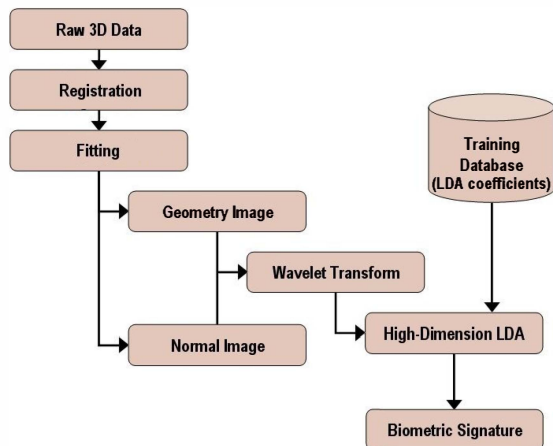 Raw 3D Data
Registration
Fitting
Training
Database
(LDA coefficients)
Geometry Image
Wavelet Transform
Normal Image
High-Dimension LDA
Biometric Signature